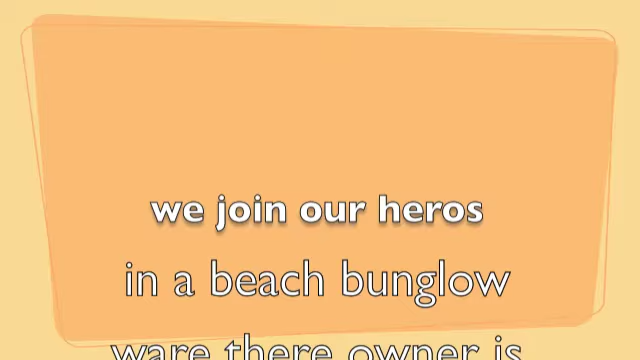 we join our heros
in a beach bunglow
ware there owner is